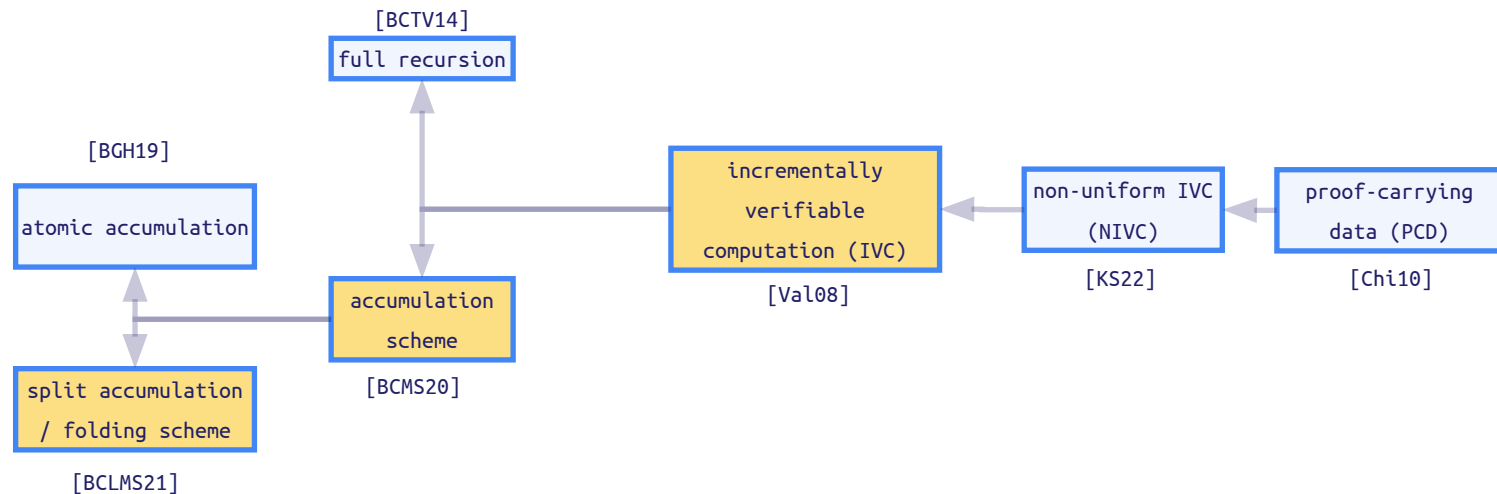 [BCTV14]
full recursion
[BGH19]
atomic accumulation
incrementally
verifiable
computation (IVC)
[Val08]
non-uniform IVC
(NIVC)
[KS22]
proof-carrying
data (PCD)
[Chi10]
accumulation
scheme
[BCMS20]
split accumulation
/ folding scheme
[BCLMS21]